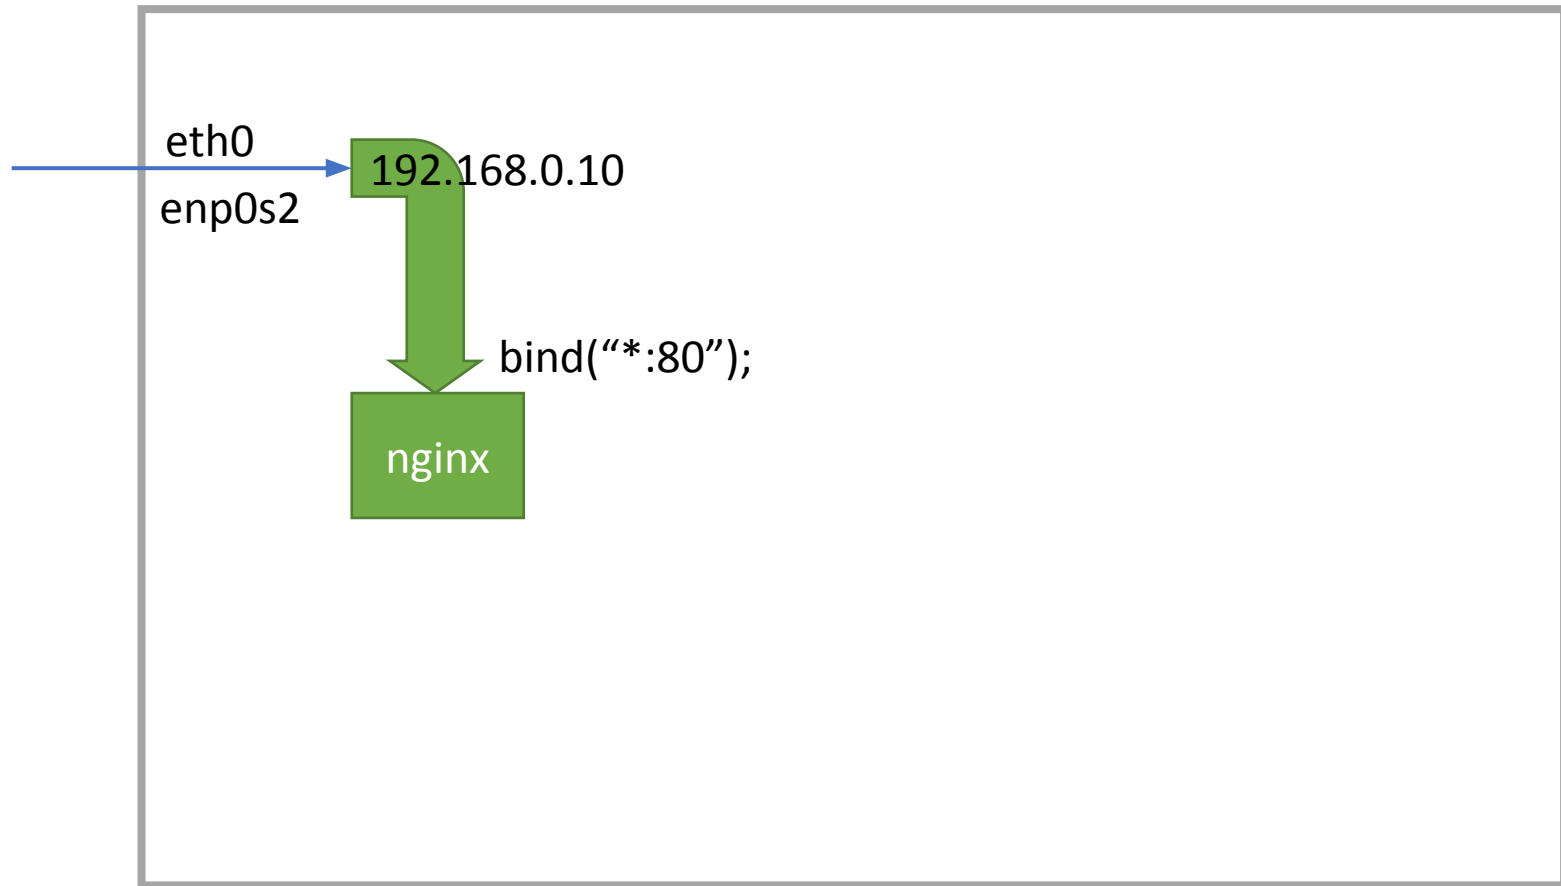 eth0
enp0s2
192.168.0.10
bind(“*:80”);
nginx